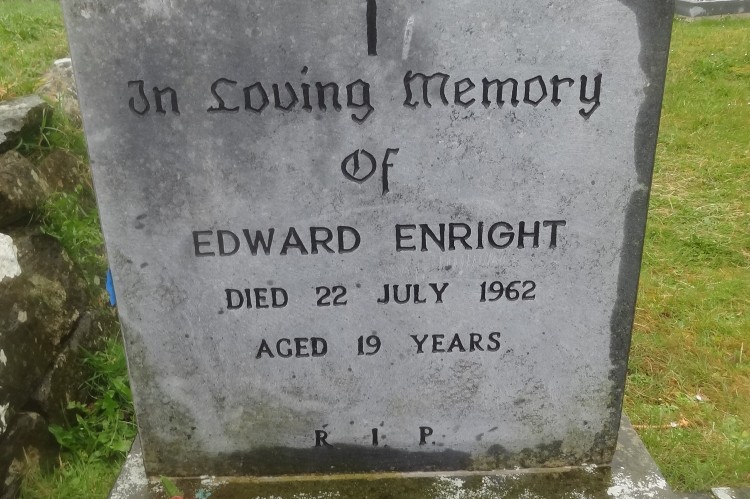 In Loving Memory
Of
EDWARD ENRIGHT
DIED 22 JULY 1962
AGED 19 YEARS
R I P